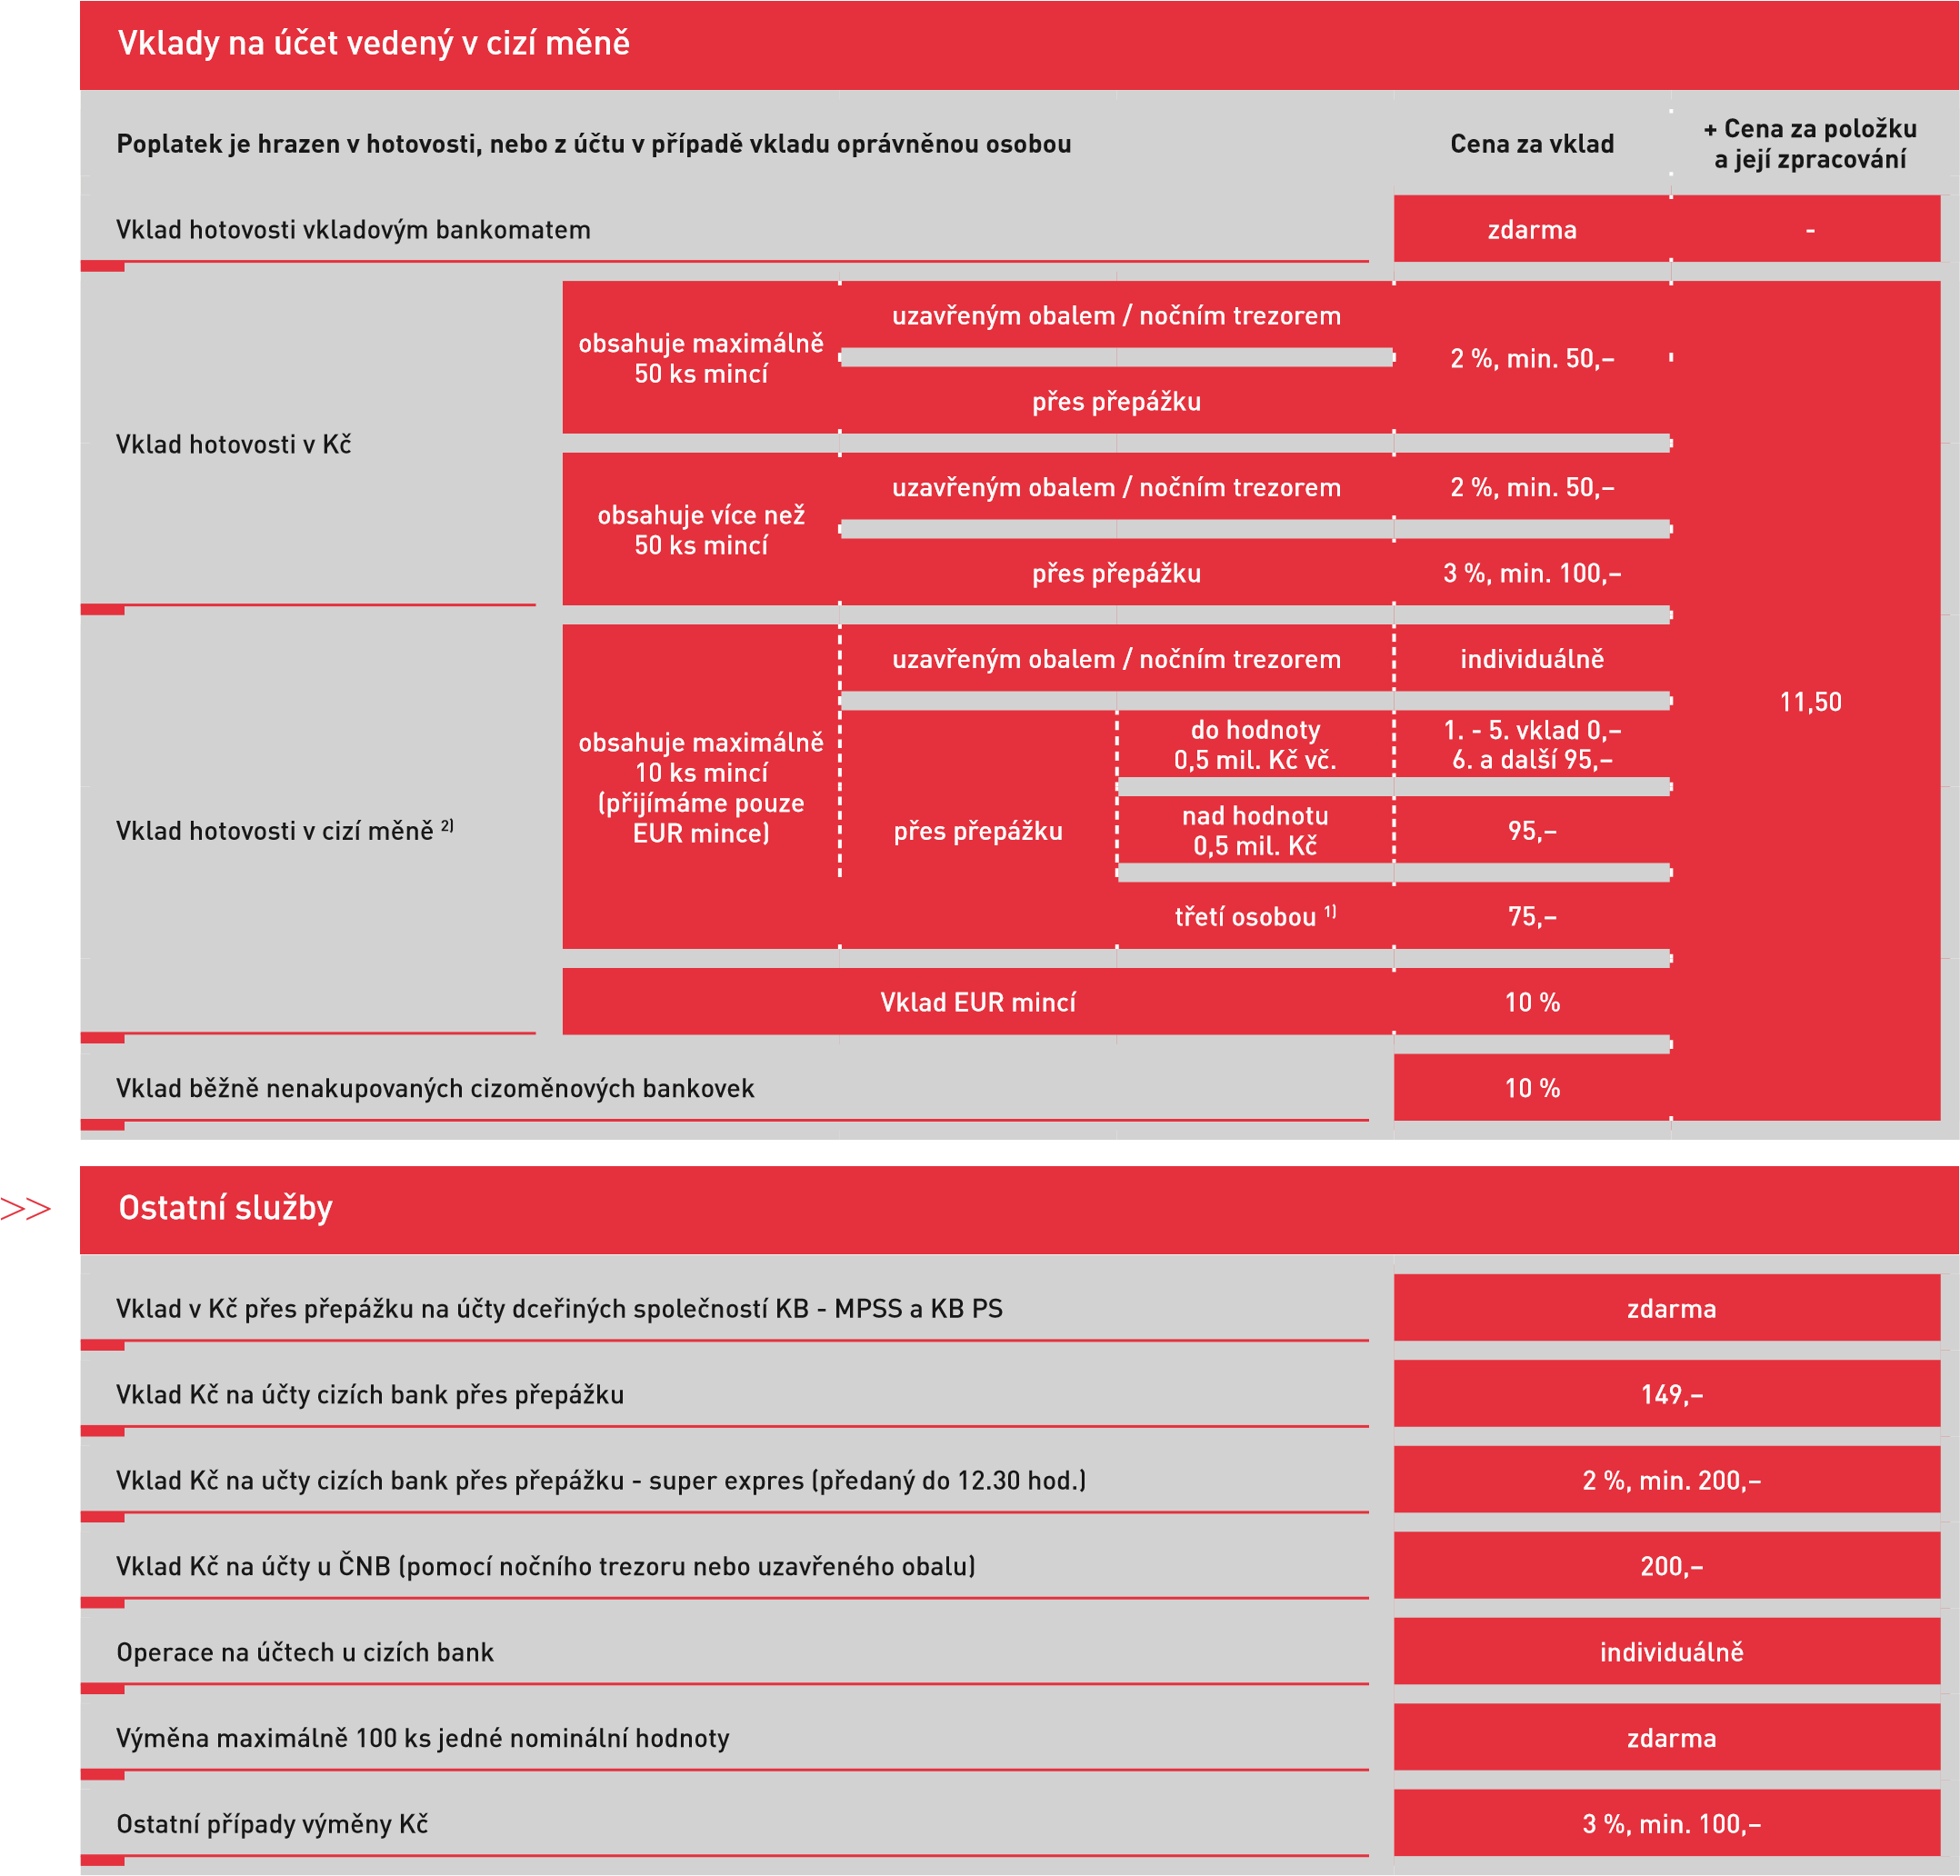 Vklady na účet vedený v cizí měně
Poplatek je hrazen v hotovosti, nebo z účtu v případě vkladu oprávněnou osobou
Cena za vklad
+ Cena za položku
a její zpracování
Vklad hotovosti vkladovým bankomatem
zdarma
-
Vklad hotovosti v Kč
obsahuje maximálně
50 ks mincí
uzavřeným obalem / nočním trezorem
přes přepážku
2 %, min. 50,–
obsahuje více než
50 ks mincí
uzavřeným obalem / nočním trezorem
2 %, min. 50,–
přes přepážku
3 %, min. 100,–
Vklad hotovosti v cizí měně 2)
obsahuje maximálně
10 ks mincí
(přijímáme pouze
EUR mince)
uzavřeným obalem / nočním trezorem
individuálně
přes přepážku
do hodnoty
0,5 mil. Kč vč.
1. - 5. vklad 0,–
6. a další 95,–
nad hodnotu
0,5 mil. Kč
95,–
třetí osobou 1)
75,–
Vklad EUR mincí
10 %
Vklad běžně nenakupovaných cizoměnových bankovek
10 %
11,50
>>
Ostatní služby
Vklad v Kč přes přepážku na účty dceřiných společností KB - MPSS a KB PS
zdarma
Vklad Kč na účty cizích bank přes přepážku
149,–
Vklad Kč na učty cizích bank přes přepážku - super expres (předaný do 12.30 hod.)
2 %, min. 200,–
Vklad Kč na účty u ČNB (pomocí nočního trezoru nebo uzavřeného obalu)
200,–
Operace na účtech u cizích bank
individuálně
Výměna maximálně 100 ks jedné nominální hodnoty
zdarma
Ostatní případy výměny Kč
3 %, min. 100,–